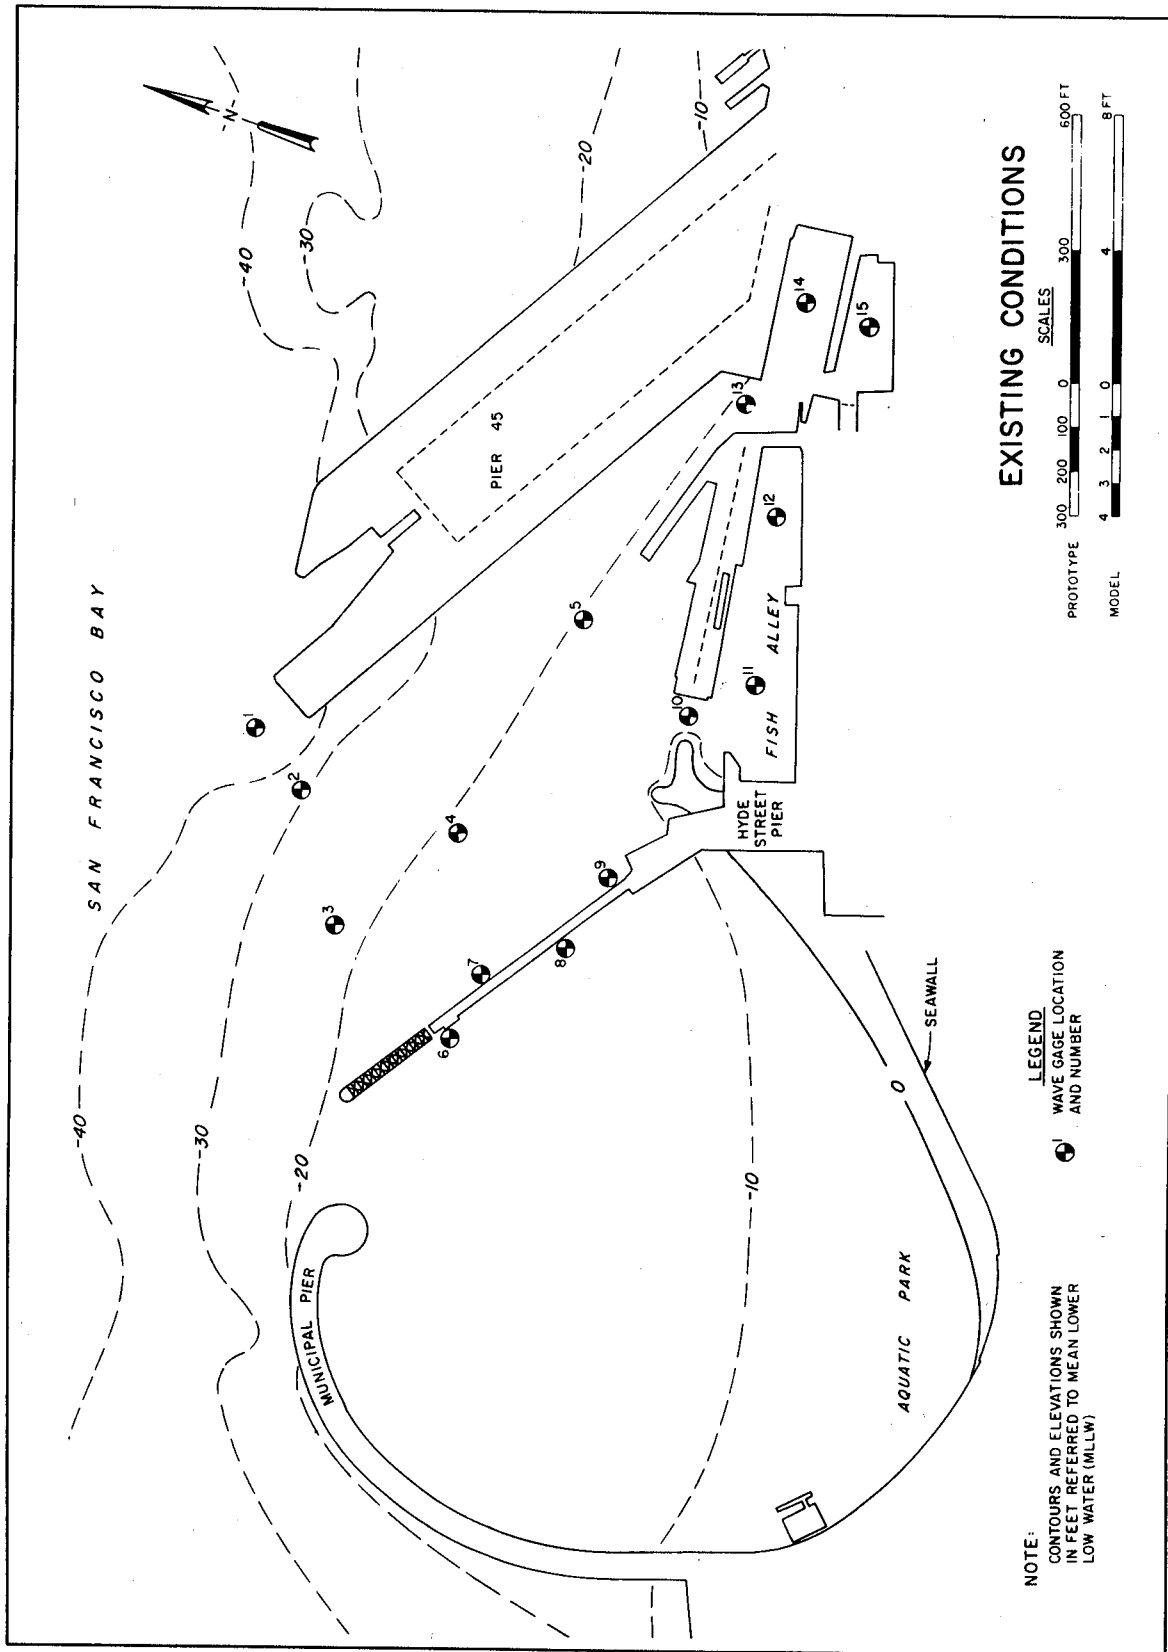 SAN FRANCISCO BAY
-N-
-40
-30
-20
-10
-40
-30
-20
-10
0
MUNICIPAL PIER
PIER 45
1
2
3
4
5
6
7
8
9
10
11
12
13
14
15
HYDE
STREET
PIER
FISH ALLEY
AQUATIC PARK
SEAWALL
NOTE:
CONTOURS AND ELEVATIONS SHOWN
IN FEET REFERRED TO MEAN LOWER
LOW WATER (MLLW)
LEGEND
1 WAVE GAGE LOCATION
AND NUMBER
EXISTING CONDITIONS
SCALES
PROTOTYPE 300 200 100 0 300 600 FT
MODEL 4 3 2 1 0 4 8 FT